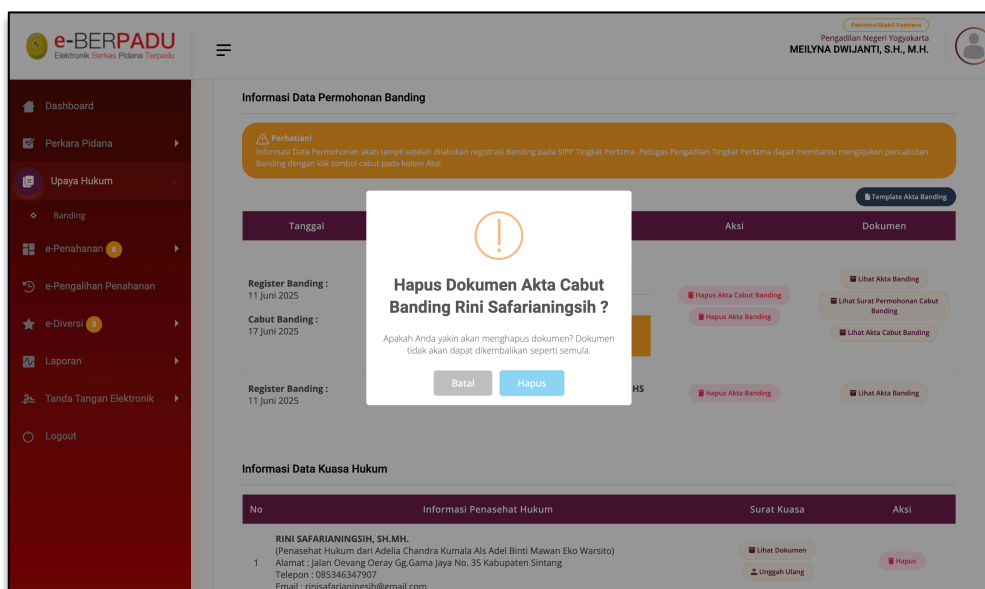 e-BERPADU
Elektronik Berkas Pidana Terpadu
Panitera/Wakil Panitera
Pengadilan Negeri Yogyakarta
MEILYNA DWIJANTI, S.H., M.H.
Dashboard
Perkara Pidana
Upaya Hukum
Banding
e-Penahanan
e-Pengalihan Penahanan
e-Diversi
Laporan
Tanda Tangan Elektronik
Logout
Informasi Data Permohonan Banding
Perhatian!
Informasi Data Permohonan akan tampil setelah dilakukan registrasi Banding pada SIPP Tingkat Pertama. Petugas Pengadilan Tingkat Pertama dapat membantu mengajukan pencabutan
Banding dengan klik tombol cabut pada kolom Aksi.
Template Akta Banding
Tanggal
Aksi
Dokumen
Register Banding :
11 Juni 2025
Cabut Banding :
17 Juni 2025
Hapus Akta Cabut Banding
Hapus Akta Banding
Lihat Akta Banding
Lihat Surat Permohonan Cabut
Banding
Lihat Akta Cabut Banding
Hapus Dokumen Akta Cabut
Banding Rini Safarianingsih ?
Apakah Anda yakin akan menghapus dokumen? Dokumen
tidak akan dapat dikembalikan seperti semula.
Batal
Hapus
Register Banding :
11 Juni 2025
HS
Hapus Akta Banding
Lihat Akta Banding
Informasi Data Kuasa Hukum
No
Informasi Penasehat Hukum
Surat Kuasa
Aksi
1
RINI SAFARIANINGSIH, SH.MH.
(Penasehat Hukum dari Adelia Chandra Kumala Als Adel Binti Mawan Eko Warsito)
Alamat : Jalan Oevang Oeray Gg.Gama Jaya No. 35 Kabupaten Sintang
Telepon : 085346347907
Email : rinisafarianingsih@gmail.com
Lihat Dokumen
Unggah Ulang
Hapus